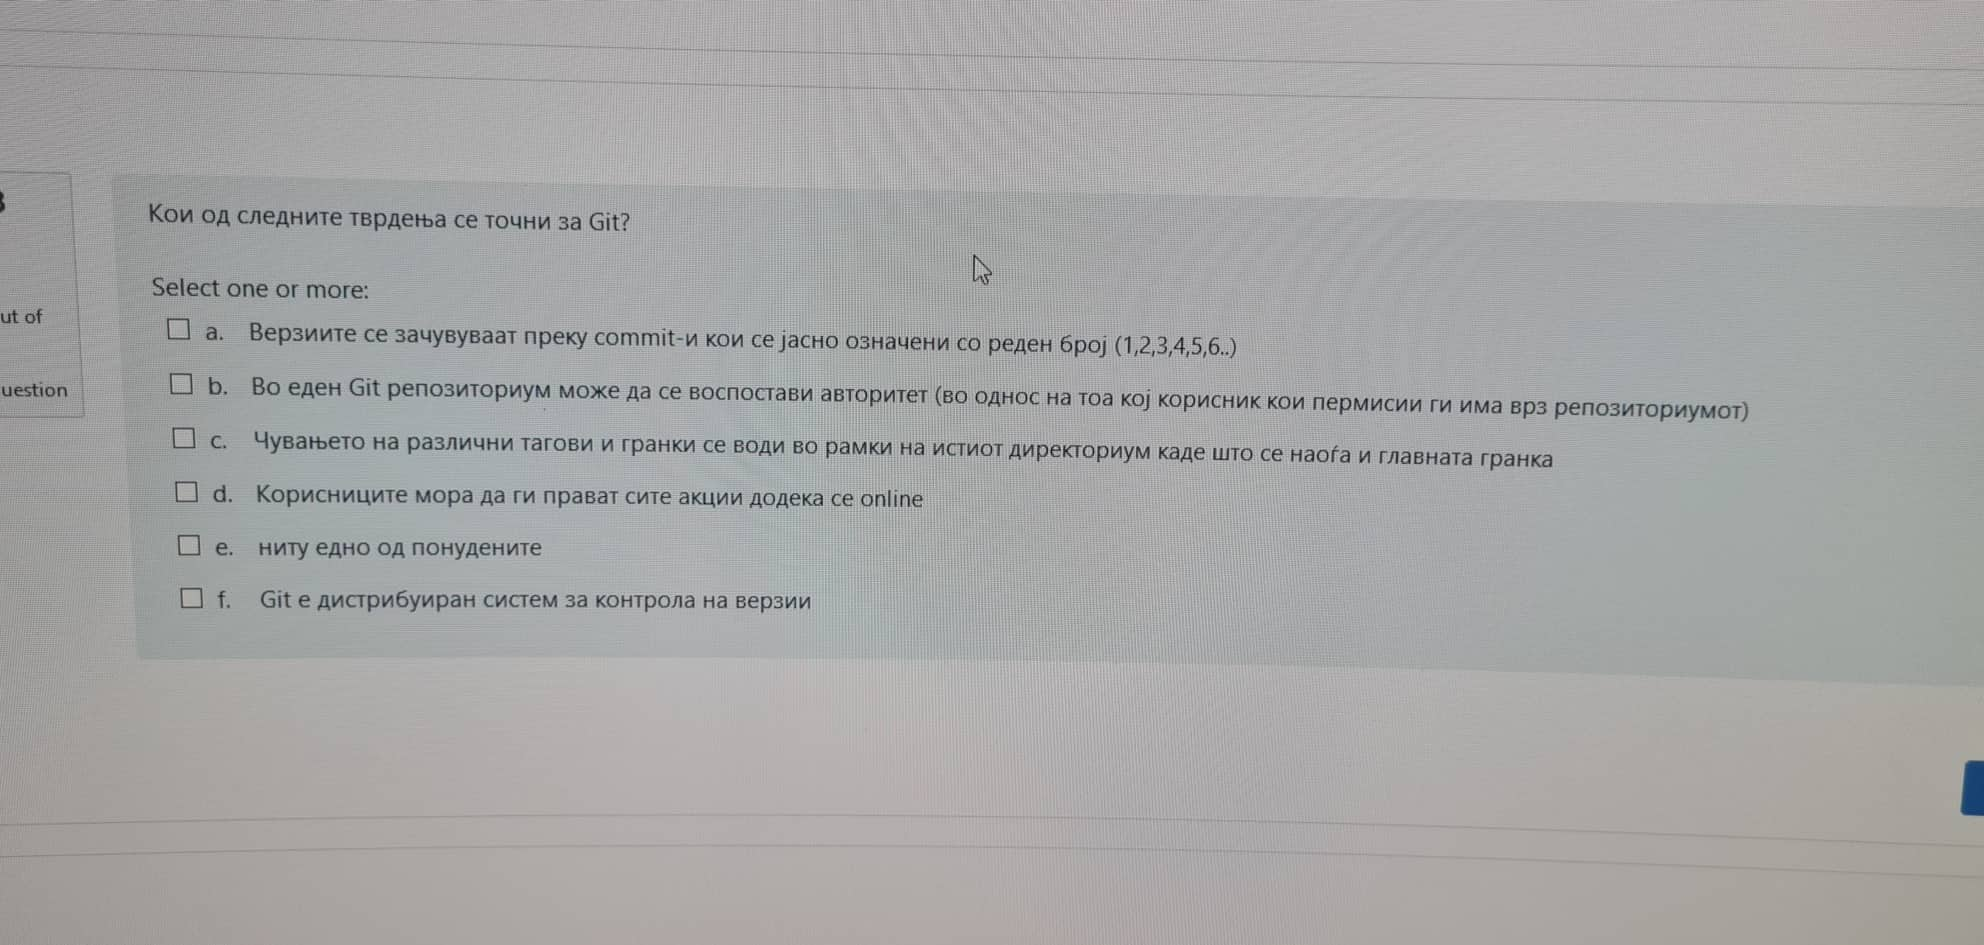 ut of
uestion
Кои од следните тврдења се точни за Git?
Select one or more:
a. Верзиите се зачувуваат преку commit-и кои се јасно означени со реден број (1,2,3,4,5,6..)
b. Во еден Git репозиториум може да се воспостави авторитет (во однос на тоа кој корисник кои пермисии ги има врз репозиториумот)
c. Чувањето на различни тагови и гранки се води во рамки на истиот директориум каде што се наоѓа и главната гранка
d. Корисниците мора да ги прават сите акции додека се online
e. ниту едно од понудените
f. Git е дистрибуиран систем за контрола на верзии